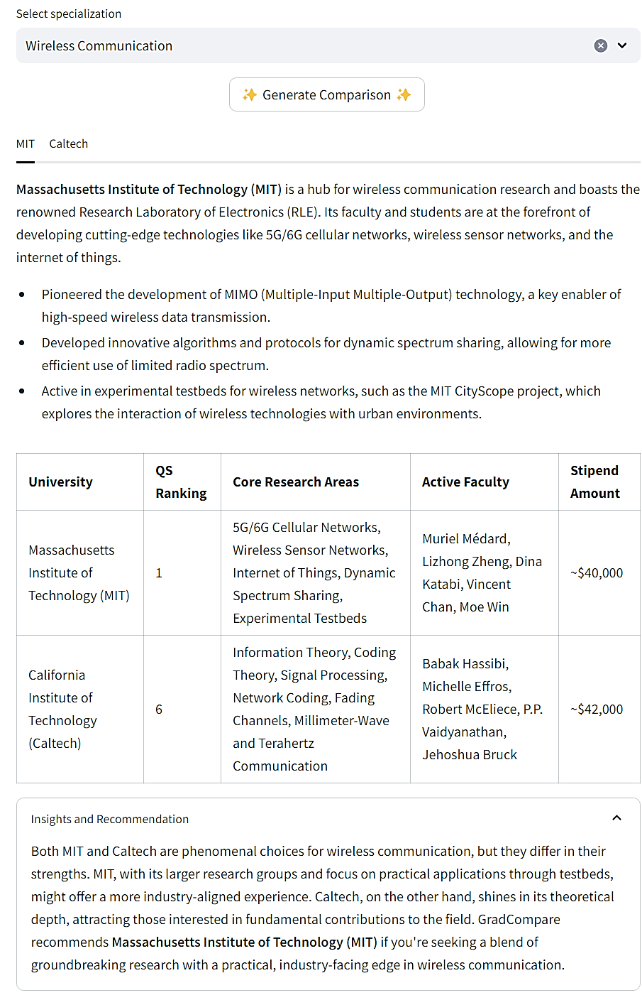 Select specialization
Wireless Communication
✨ Generate Comparison ✨
MIT Caltech
Massachusetts Institute of Technology (MIT) is a hub for wireless communication research and boasts the
renowned Research Laboratory of Electronics (RLE). Its faculty and students are at the forefront of
developing cutting-edge technologies like 5G/6G cellular networks, wireless sensor networks, and the
internet of things.
• Pioneered the development of MIMO (Multiple-Input Multiple-Output) technology, a key enabler of
high-speed wireless data transmission.
• Developed innovative algorithms and protocols for dynamic spectrum sharing, allowing for more
efficient use of limited radio spectrum.
• Active in experimental testbeds for wireless networks, such as the MIT CityScope project, which
explores the interaction of wireless technologies with urban environments.
University
QS
Ranking
Core Research Areas
Active Faculty
Stipend
Amount
Massachusetts
Institute of
Technology (MIT)
1
5G/6G Cellular Networks,
Wireless Sensor Networks,
Internet of Things, Dynamic
Spectrum Sharing,
Experimental Testbeds
Muriel Médard,
Lizhong Zheng, Dina
Katabi, Vincent
Chan, Moe Win
~$40,000
California
Institute of
Technology
(Caltech)
6
Information Theory, Coding
Theory, Signal Processing,
Network Coding, Fading
Channels, Millimeter-Wave
and Terahertz
Communication
Babak Hassibi,
Michelle Effros,
Robert McEliece, P.P.
Vaidyanathan,
Jehoshua Bruck
~$42,000
Insights and Recommendation
Both MIT and Caltech are phenomenal choices for wireless communication, but they differ in their
strengths. MIT, with its larger research groups and focus on practical applications through testbeds,
might offer a more industry-aligned experience. Caltech, on the other hand, shines in its theoretical
depth, attracting those interested in fundamental contributions to the field. GradCompare
recommends Massachusetts Institute of Technology (MIT) if you're seeking a blend of
groundbreaking research with a practical, industry-facing edge in wireless communication.